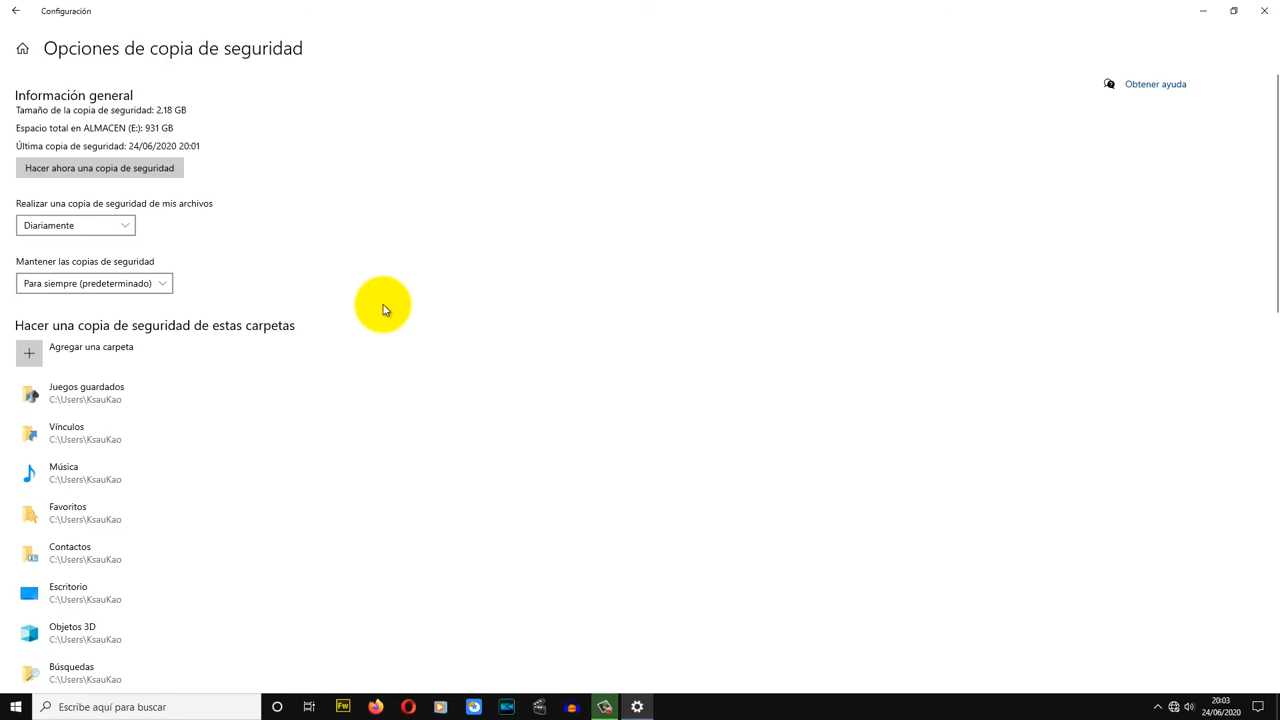 Configuración
Opciones de copia de seguridad
Información general
Tamaño de la copia de seguridad: 2,18 GB
Espacio total en ALMACEN (E:): 931 GB
Última copia de seguridad: 24/06/2020 20:01
Hacer ahora una copia de seguridad
Obtener ayuda
Realizar una copia de seguridad de mis archivos
Diariamente
Mantener las copias de seguridad
Para siempre (predeterminado)
Hacer una copia de seguridad de estas carpetas
Agregar una carpeta
Juegos guardados
C:\Users\KsauKao
Vínculos
C:\Users\KsauKao
Música
C:\Users\KsauKao
Favoritos
C:\Users\KsauKao
Contactos
C:\Users\KsauKao
Escritorio
C:\Users\KsauKao
Objetos 3D
C:\Users\KsauKao
Búsquedas
C:\Users\KsauKao
Escribe aquí para buscar
Fw
20:03
24/06/2020